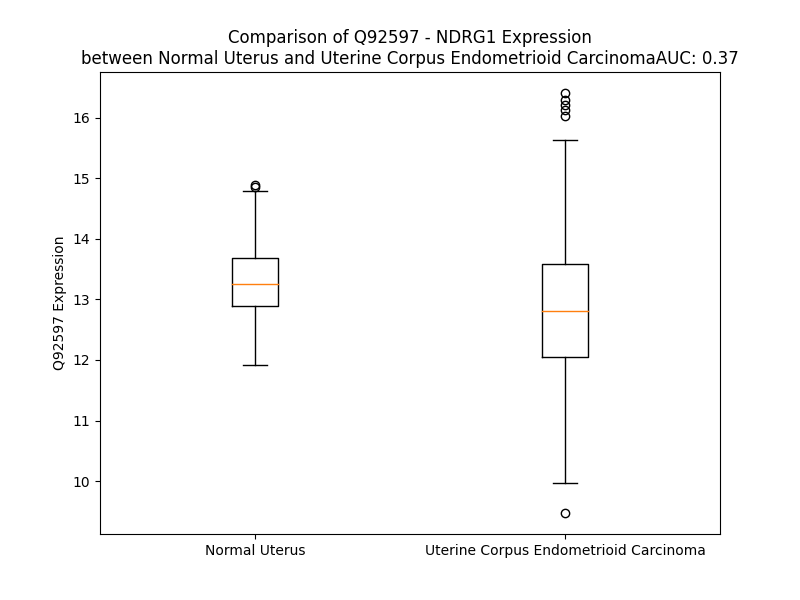 Comparison of Q92597 - NDRG1 Expression
between Normal Uterus and Uterine Corpus Endometrioid CarcinomaAUC: 0.37
16
15
14
13
12
11
10
Q92597 Expression
Normal Uterus
Uterine Corpus Endometrioid Carcinoma